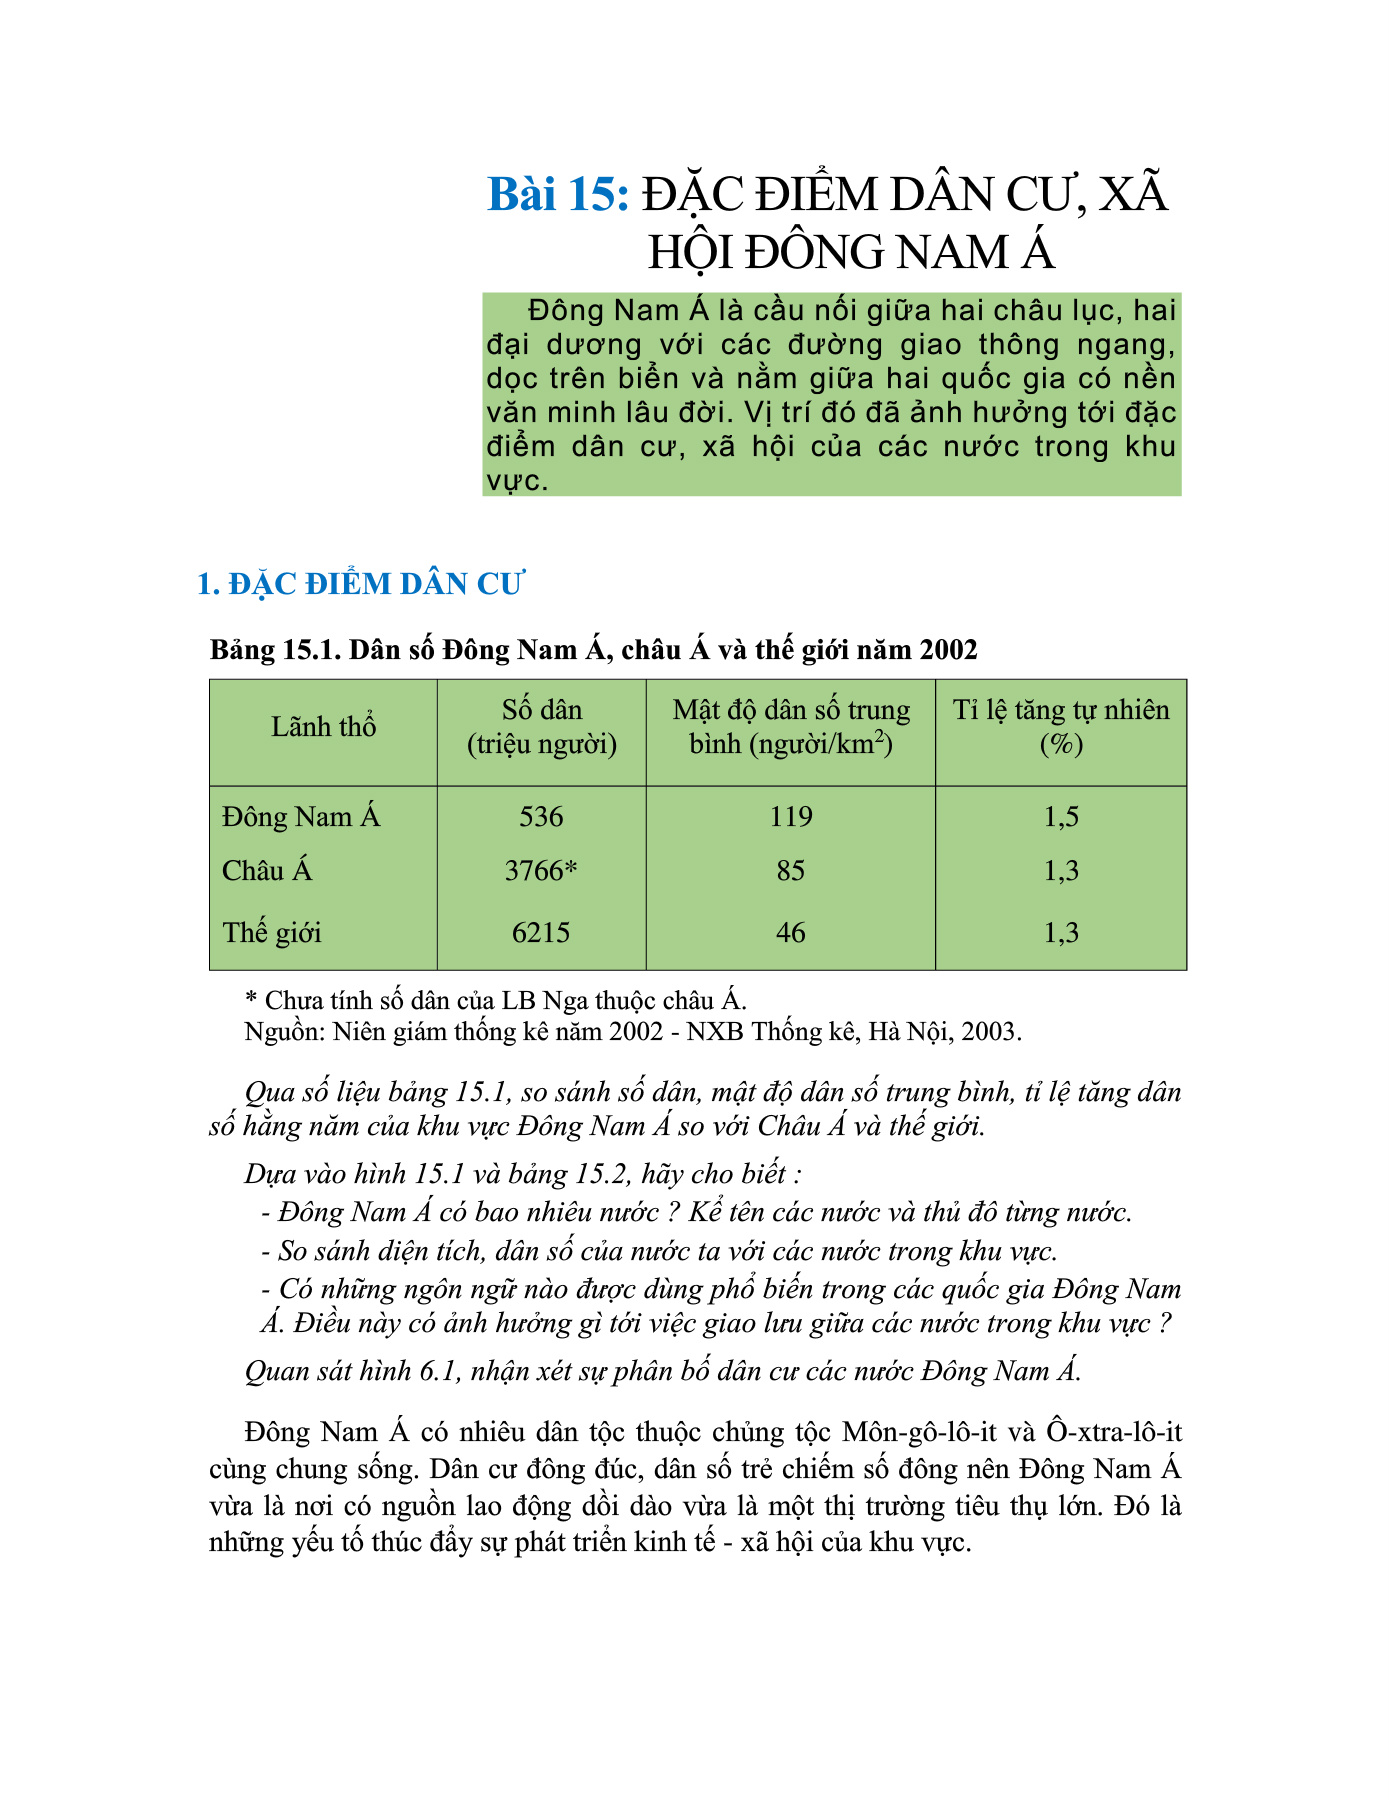 Bài 15: ĐẶC ĐIỂM DÂN CƯ, XÃ
HỘI ĐÔNG NAM Á
Đông Nam Á là cầu nối giữa hai châu lục, hai
đại dương với các đường giao thông ngang,
dọc trên biển và nằm giữa hai quốc gia có nền
văn minh lâu đời. Vị trí đó đã ảnh hưởng tới đặc
điểm dân cư, xã hội của các nước trong khu
vực.
1. ĐẶC ĐIỂM DÂN CƯ
Bảng 15.1. Dân số Đông Nam Á, châu Á và thế giới năm 2002
Lãnh thổ | Số dân (triệu người) | Mật độ dân số trung bình (người/km²) | Tỉ lệ tăng tự nhiên (%)
Đông Nam Á | 536 | 119 | 1,5
Châu Á | 3766* | 85 | 1,3
Thế giới | 6215 | 46 | 1,3
* Chưa tính số dân của LB Nga thuộc châu Á.
Nguồn: Niên giám thống kê năm 2002 - NXB Thống kê, Hà Nội, 2003.
Qua số liệu bảng 15.1, so sánh số dân, mật độ dân số trung bình, tỉ lệ tăng dân
số hằng năm của khu vực Đông Nam Á so với Châu Á và thế giới.
Dựa vào hình 15.1 và bảng 15.2, hãy cho biết :
- Đông Nam Á có bao nhiêu nước ? Kể tên các nước và thủ đô từng nước.
- So sánh diện tích, dân số của nước ta với các nước trong khu vực.
- Có những ngôn ngữ nào được dùng phổ biến trong các quốc gia Đông Nam
Á. Điều này có ảnh hưởng gì tới việc giao lưu giữa các nước trong khu vực ?
Quan sát hình 6.1, nhận xét sự phân bố dân cư các nước Đông Nam Á.
Đông Nam Á có nhiêu dân tộc thuộc chủng tộc Môn-gô-lô-it và Ô-xtra-lô-it
cùng chung sống. Dân cư đông đúc, dân số trẻ chiếm số đông nên Đông Nam Á
vừa là nơi có nguồn lao động dồi dào vừa là một thị trường tiêu thụ lớn. Đó là
những yếu tố thúc đẩy sự phát triển kinh tế - xã hội của khu vực.